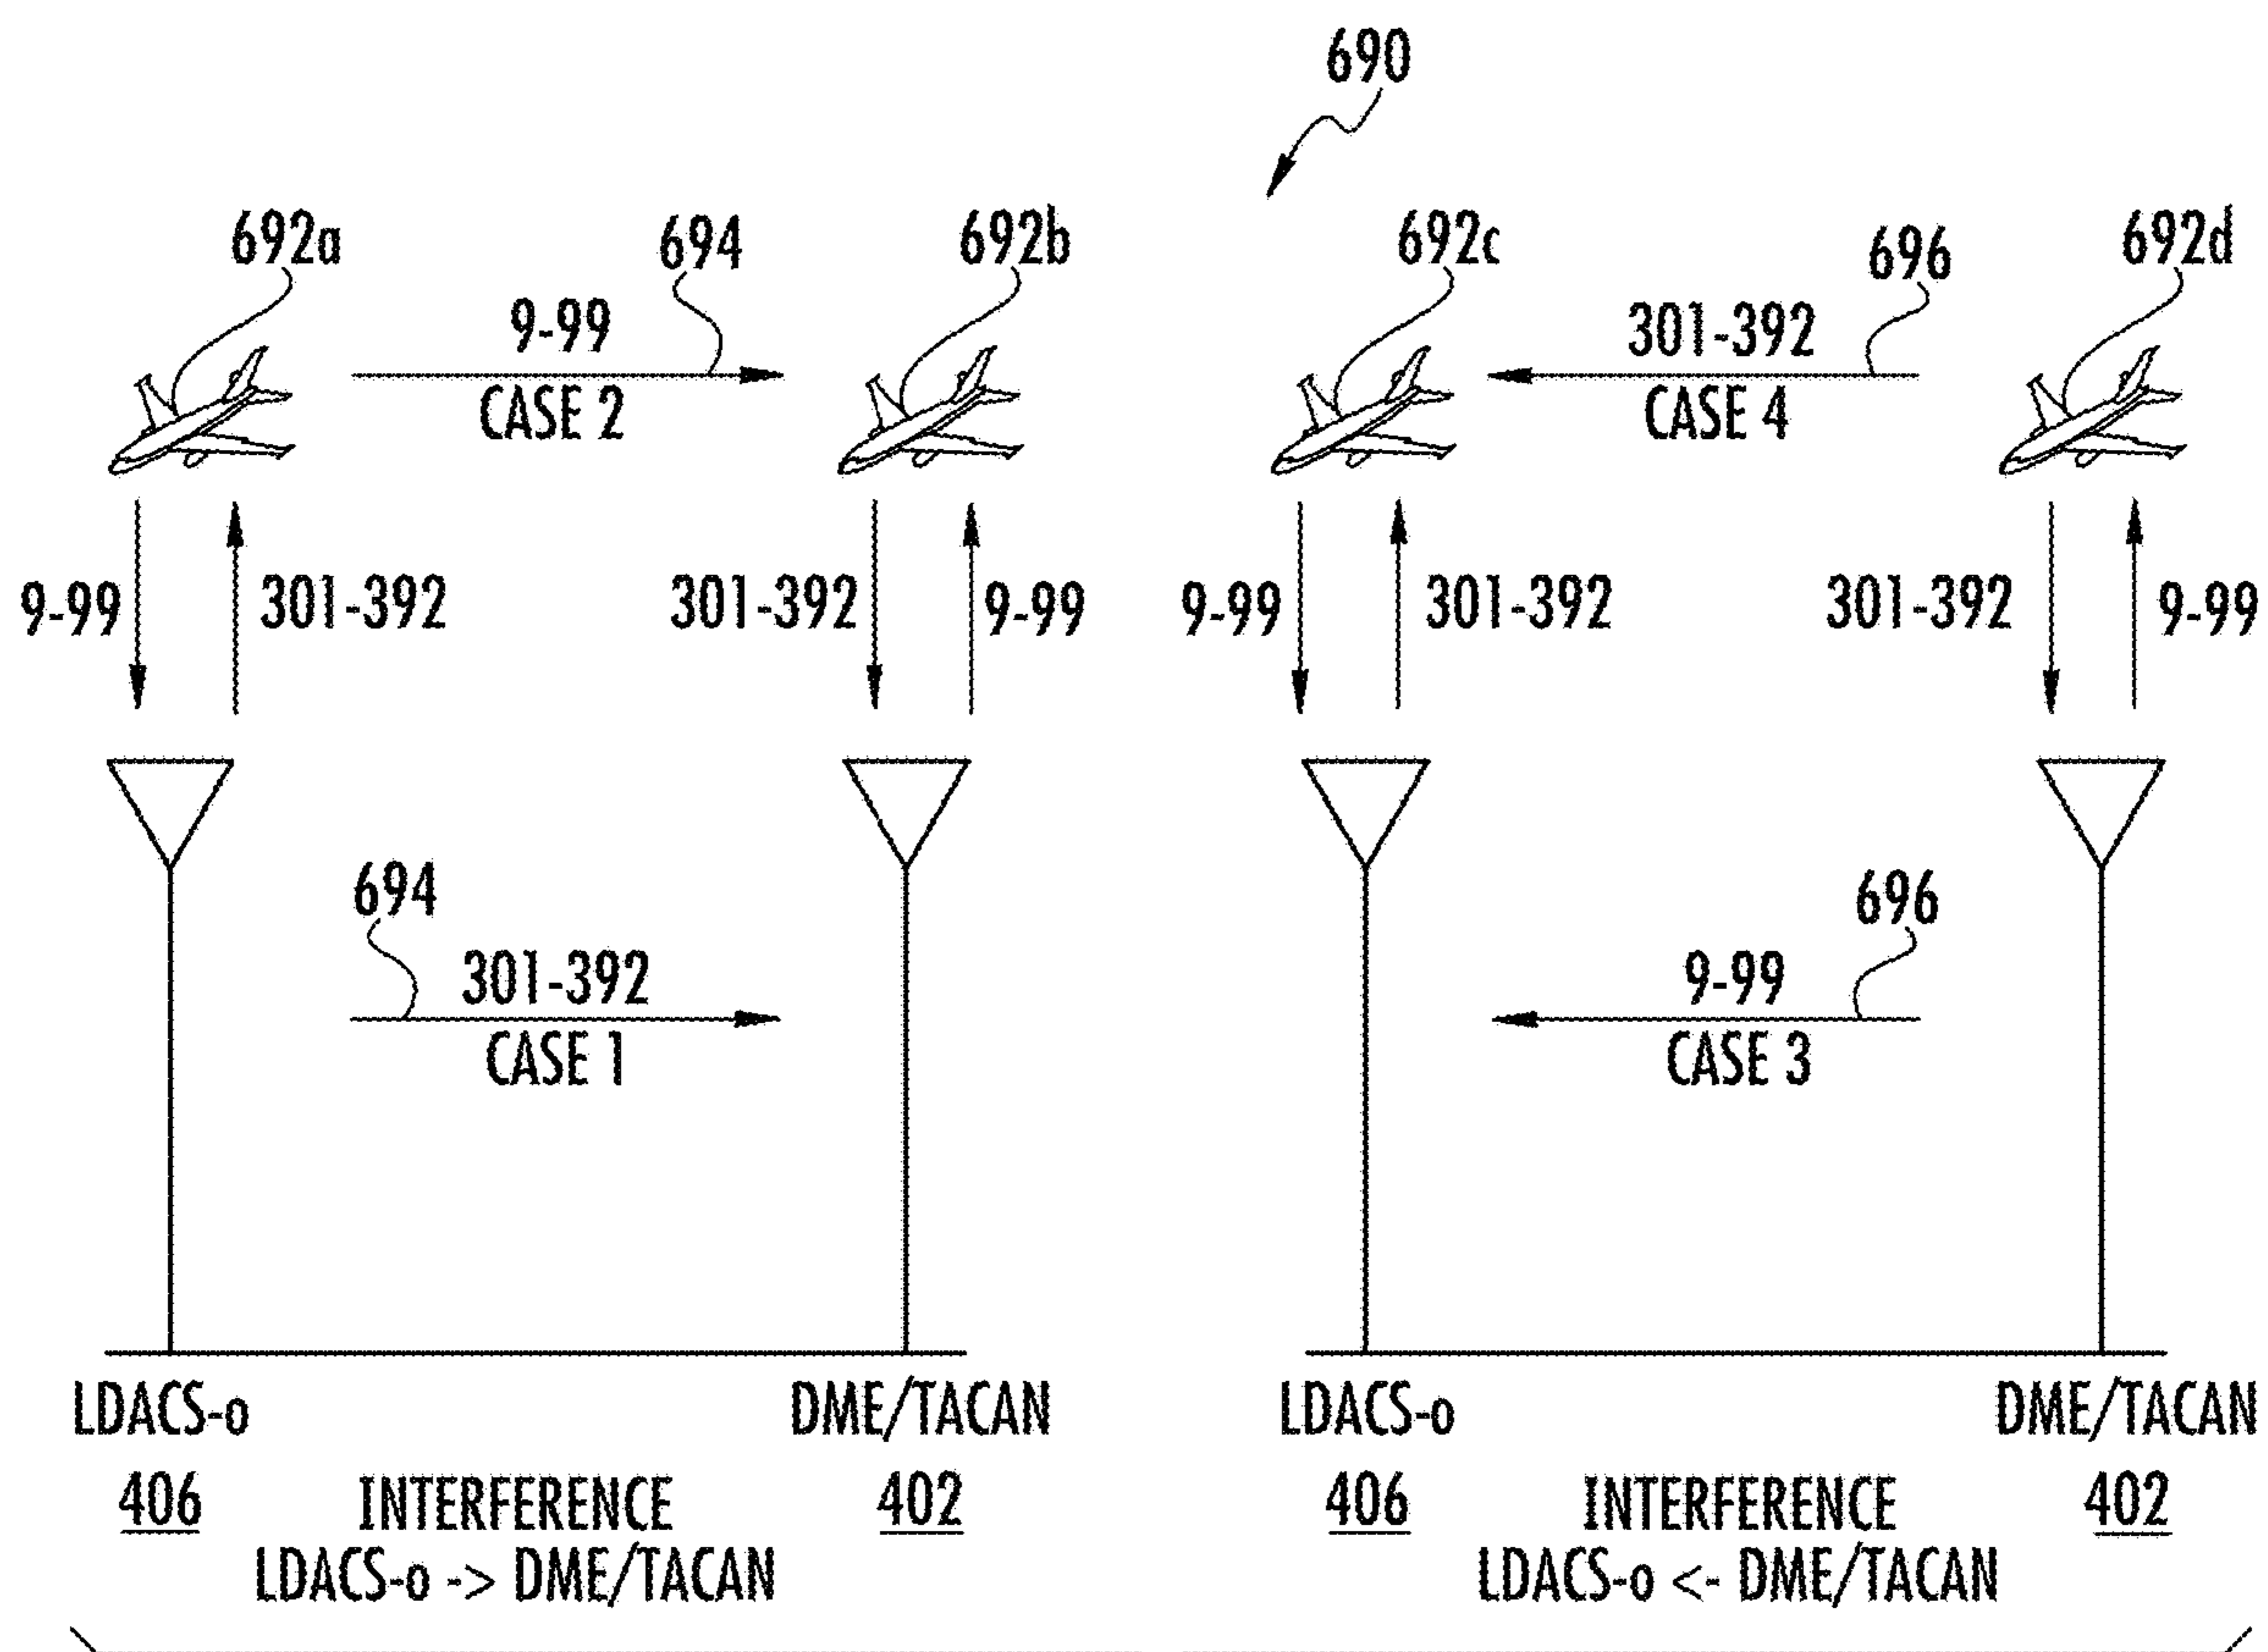 690
692a
694
692b
692c
696
692d
9-99
CASE 2
301-392
CASE 4
9-99
301-392
301-392
9-99
9-99
301-392
301-392
9-99
694
301-392
CASE 1
696
9-99
CASE 3
LDACS-o
DME/TACAN
LDACS-o
DME/TACAN
406
INTERFERENCE
LDACS-o -> DME/TACAN
402
406
INTERFERENCE
LDACS-o <- DME/TACAN
402